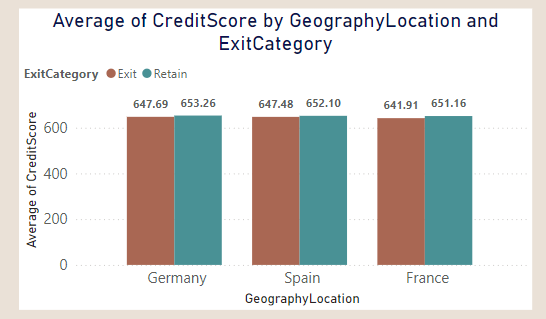 Average of CreditScore by GeographyLocation and
ExitCategory
ExitCategory Exit Retain
647.69 653.26 647.48 652.10 641.91 651.16
Average of CreditScore
600
400
200
0
Germany Spain France
GeographyLocation